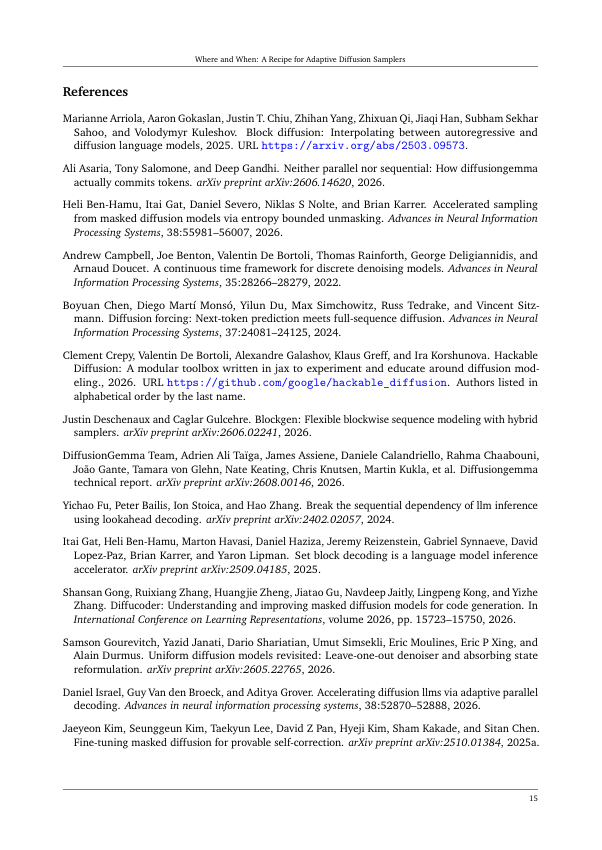 Where and When: A Recipe for Adaptive Diffusion Samplers
References
Marianne Arriola, Aaron Gokaslan, Justin T. Chiu, Zhihan Yang, Zhixuan Qi, Jiaqi Han, Subham Sekhar
Sahoo, and Volodymyr Kuleshov. Block diffusion: Interpolating between autoregressive and
diffusion language models, 2025. URL https://arxiv.org/abs/2503.09573.
Ali Asaria, Tony Salomone, and Deep Gandhi. Neither parallel nor sequential: How diffusiongemma
actually commits tokens. arXiv preprint arXiv:2606.14620, 2026.
Heli Ben-Hamu, Itai Gat, Daniel Severo, Niklas S Nolte, and Brian Karrer. Accelerated sampling
from masked diffusion models via entropy bounded unmasking. Advances in Neural Information
Processing Systems, 38:55981–56007, 2026.
Andrew Campbell, Joe Benton, Valentin De Bortoli, Thomas Rainforth, George Deligiannidis, and
Arnaud Doucet. A continuous time framework for discrete denoising models. Advances in Neural
Information Processing Systems, 35:28266–28279, 2022.
Boyuan Chen, Diego Martí Monsó, Yilun Du, Max Simchowitz, Russ Tedrake, and Vincent Sitz-
mann. Diffusion forcing: Next-token prediction meets full-sequence diffusion. Advances in Neural
Information Processing Systems, 37:24081–24125, 2024.
Clement Crepy, Valentin De Bortoli, Alexandre Galashov, Klaus Greff, and Ira Korshunova. Hackable
Diffusion: A modular toolbox written in jax to experiment and educate around diffusion mod-
eling., 2026. URL https://github.com/google/hackable_diffusion. Authors listed in
alphabetical order by the last name.
Justin Deschenaux and Caglar Gulcehre. Blockgen: Flexible blockwise sequence modeling with hybrid
samplers. arXiv preprint arXiv:2606.02241, 2026.
DiffusionGemma Team, Adrien Ali Taïga, James Assiene, Daniele Calandriello, Rahma Chaabouni,
João Gante, Tamara von Glehn, Nate Keating, Chris Knutsen, Martin Kukla, et al. Diffusiongemma
technical report. arXiv preprint arXiv:2608.00146, 2026.
Yichao Fu, Peter Bailis, Ion Stoica, and Hao Zhang. Break the sequential dependency of llm inference
using lookahead decoding. arXiv preprint arXiv:2402.02057, 2024.
Itai Gat, Heli Ben-Hamu, Marton Havasi, Daniel Haziza, Jeremy Reizenstein, Gabriel Synnaeve, David
Lopez-Paz, Brian Karrer, and Yaron Lipman. Set block decoding is a language model inference
accelerator. arXiv preprint arXiv:2509.04185, 2025.
Shansan Gong, Ruixiang Zhang, Huangjie Zheng, Jiatao Gu, Navdeep Jaitly, Lingpeng Kong, and Yizhe
Zhang. Diffucoder: Understanding and improving masked diffusion models for code generation. In
International Conference on Learning Representations, volume 2026, pp. 15723–15750, 2026.
Samson Gourevitch, Yazid Janati, Dario Shariatian, Umut Simsekli, Eric Moulines, Eric P Xing, and
Alain Durmus. Uniform diffusion models revisited: Leave-one-out denoiser and absorbing state
reformulation. arXiv preprint arXiv:2605.22765, 2026.
Daniel Israel, Guy Van den Broeck, and Aditya Grover. Accelerating diffusion llms via adaptive parallel
decoding. Advances in neural information processing systems, 38:52870–52888, 2026.
Jaeyeon Kim, Seunggeun Kim, Taekyun Lee, David Z Pan, Hyeji Kim, Sham Kakade, and Sitan Chen.
Fine-tuning masked diffusion for provable self-correction. arXiv preprint arXiv:2510.01384, 2025a.
15